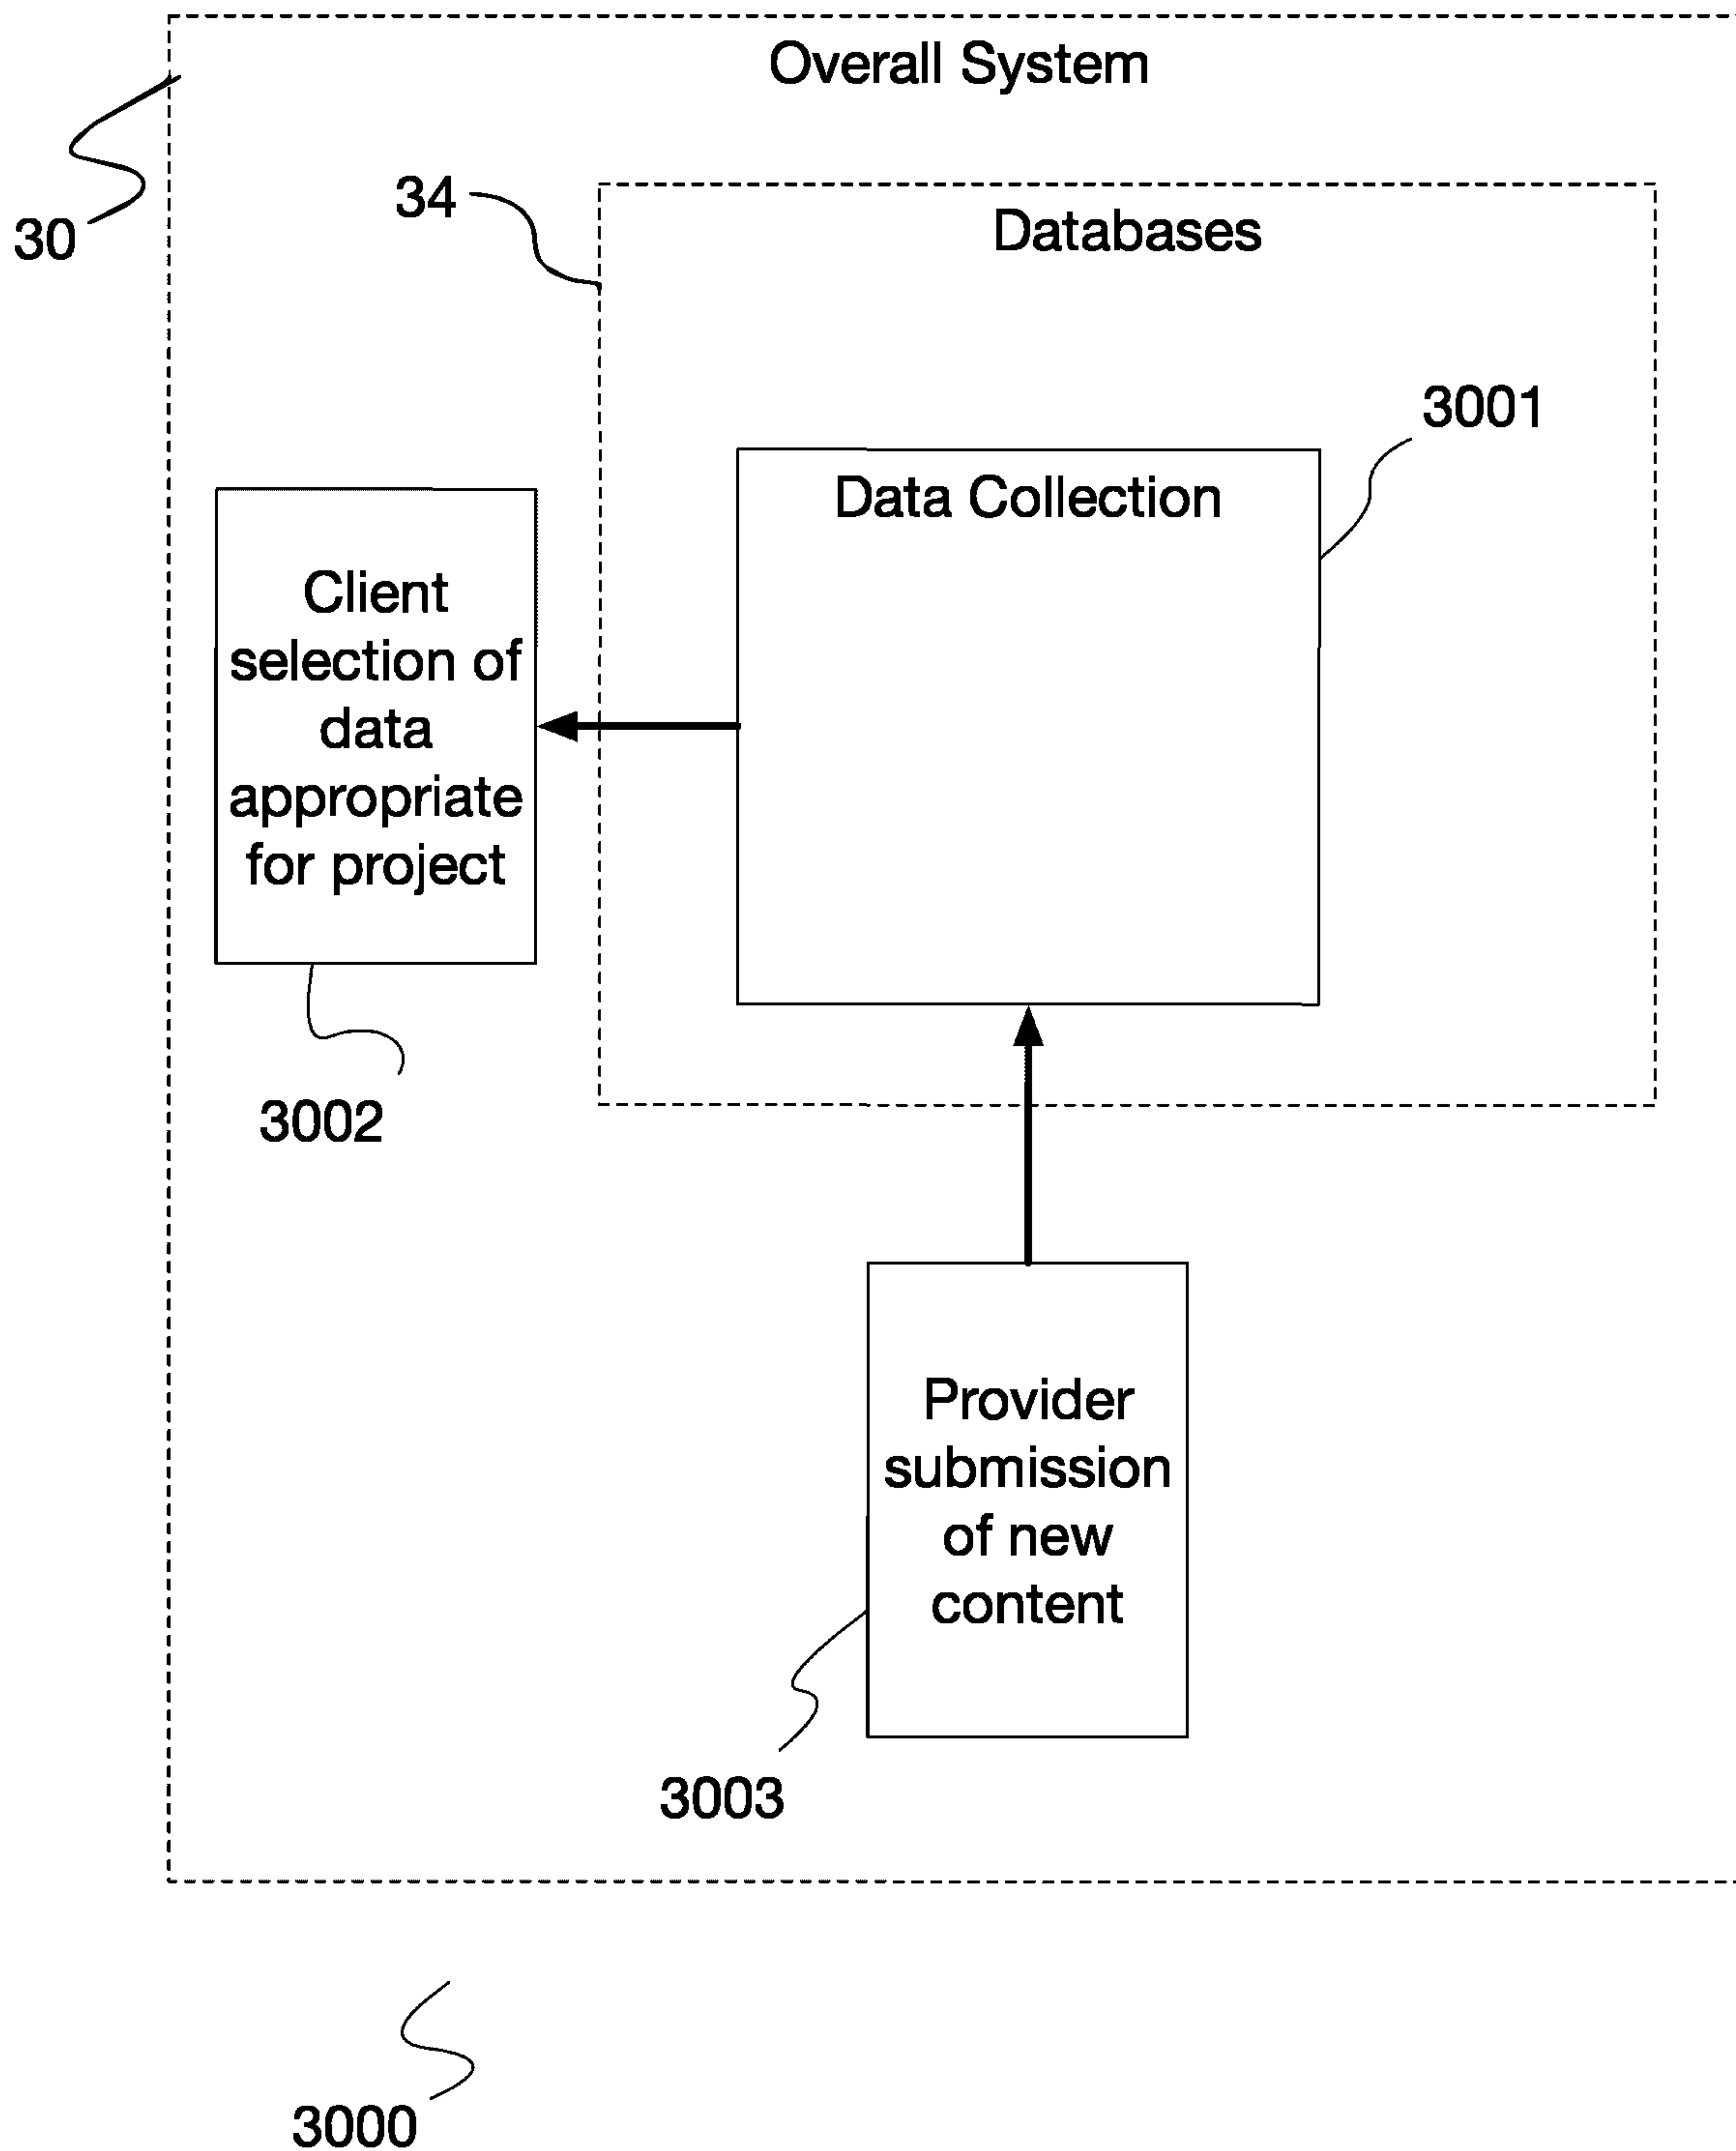 Overall System
30
34
Databases
3001
Data Collection
Client
selection of
data
appropriate
for project
3002
Provider
submission
of new
content
3003
3000